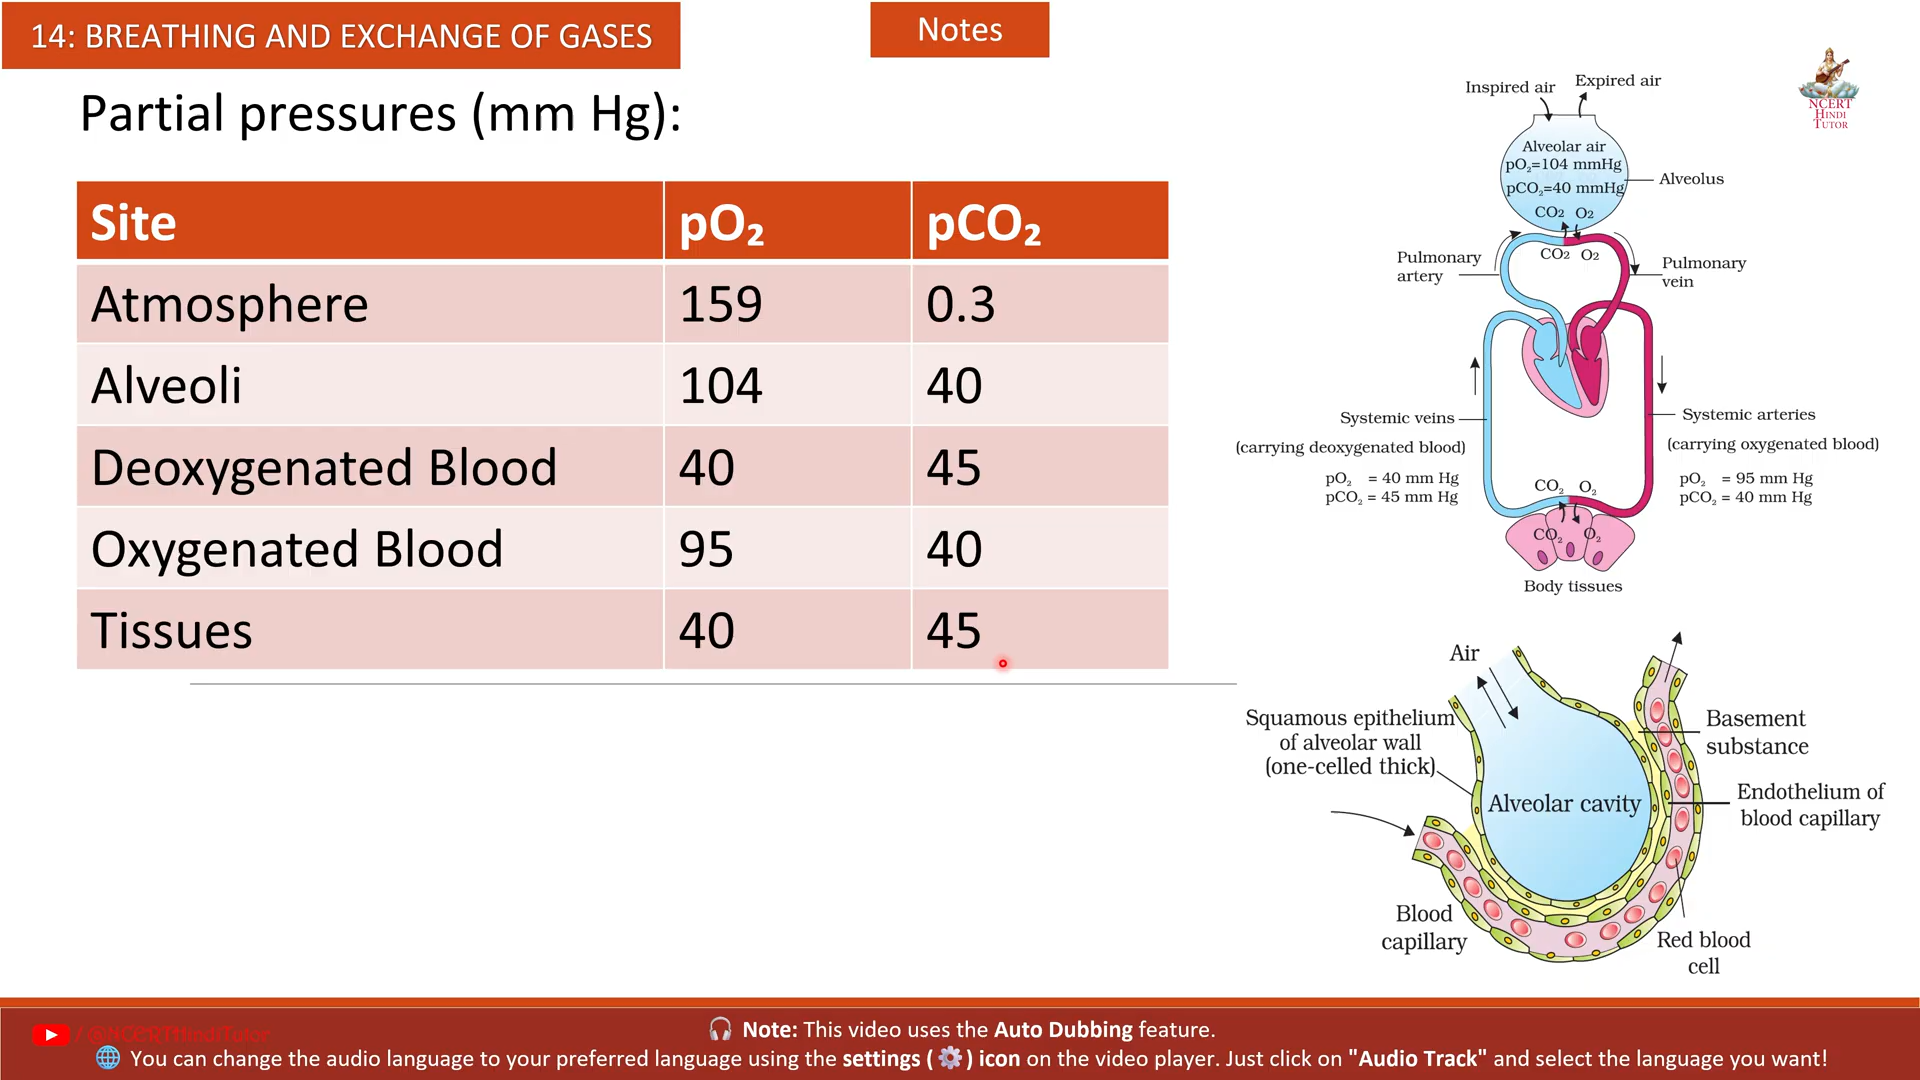 14: BREATHING AND EXCHANGE OF GASES
Notes
Partial pressures (mm Hg):
Site pO₂ pCO₂
Atmosphere 159 0.3
Alveoli 104 40
Deoxygenated Blood 40 45
Oxygenated Blood 95 40
Tissues 40 45
NCERT
HINDI
TUTOR
Inspired air Expired air
Alveolar air
pO₂=104 mmHg
pCO₂=40 mmHg
Alveolus
CO2 O2
CO2 O2
Pulmonary
artery
Pulmonary
vein
Systemic veins
(carrying deoxygenated blood)
pO₂ = 40 mm Hg
pCO₂ = 45 mm Hg
Systemic arteries
(carrying oxygenated blood)
pO₂ = 95 mm Hg
pCO₂ = 40 mm Hg
CO₂ O₂
CO₂ O₂
Body tissues
Air
Squamous epithelium
of alveolar wall
(one-celled thick)
Alveolar cavity
Basement
substance
Endothelium of
blood capillary
Blood
capillary
Red blood
cell
/ @NCERTHindiTutor
🎧 Note: This video uses the Auto Dubbing feature.
🌐 You can change the audio language to your preferred language using the settings ( ⚙️ ) icon on the video player. Just click on "Audio Track" and select the language you want!